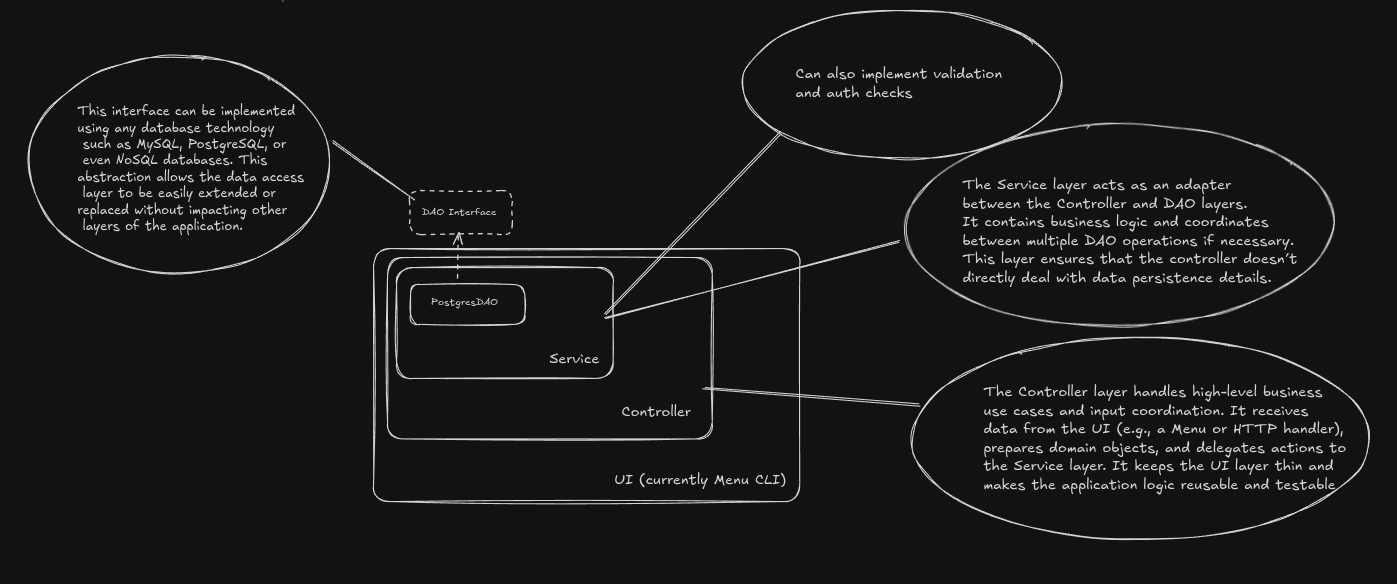 Can also implement validation
and auth checks
This interface can be implemented
using any database technology
such as MySQL, PostgreSQL, or
even NoSQL databases. This
abstraction allows the data access
layer to be easily extended or
replaced without impacting other
layers of the application.
The Service layer acts as an adapter
between the Controller and DAO layers.
It contains business logic and coordinates
between multiple DAO operations if necessary.
This layer ensures that the controller doesn't
directly deal with data persistence details.
DAO Interface
PostgresDAO
Service
Controller
UI (currently Menu CLI)
The Controller layer handles high-level business
use cases and input coordination. It receives
data from the UI (e.g., a Menu or HTTP handler),
prepares domain objects, and delegates actions to
the Service layer. It keeps the UI layer thin and
makes the application logic reusable and testable